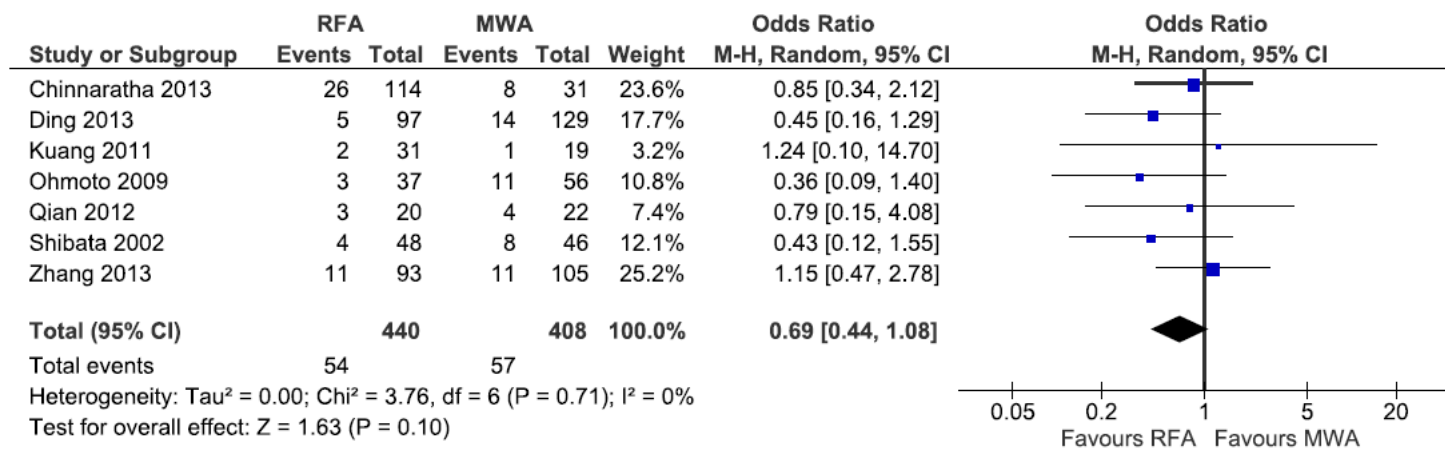 RFA MWA Odds Ratio Odds Ratio
Study or Subgroup Events Total Events Total Weight M-H, Random, 95% CI M-H, Random, 95% CI
Chinnaratha 2013 26 114 8 31 23.6% 0.85 [0.34, 2.12]
Ding 2013 5 97 14 129 17.7% 0.45 [0.16, 1.29]
Kuang 2011 2 31 1 19 3.2% 1.24 [0.10, 14.70]
Ohmoto 2009 3 37 11 56 10.8% 0.36 [0.09, 1.40]
Qian 2012 3 20 4 22 7.4% 0.79 [0.15, 4.08]
Shibata 2002 4 48 8 46 12.1% 0.43 [0.12, 1.55]
Zhang 2013 11 93 11 105 25.2% 1.15 [0.47, 2.78]
Total (95% CI) 440 408 100.0% 0.69 [0.44, 1.08]
Total events 54 57
Heterogeneity: Tau² = 0.00; Chi² = 3.76, df = 6 (P = 0.71); I² = 0%
Test for overall effect: Z = 1.63 (P = 0.10)
0.05 0.2 1 5 20
Favours RFA Favours MWA